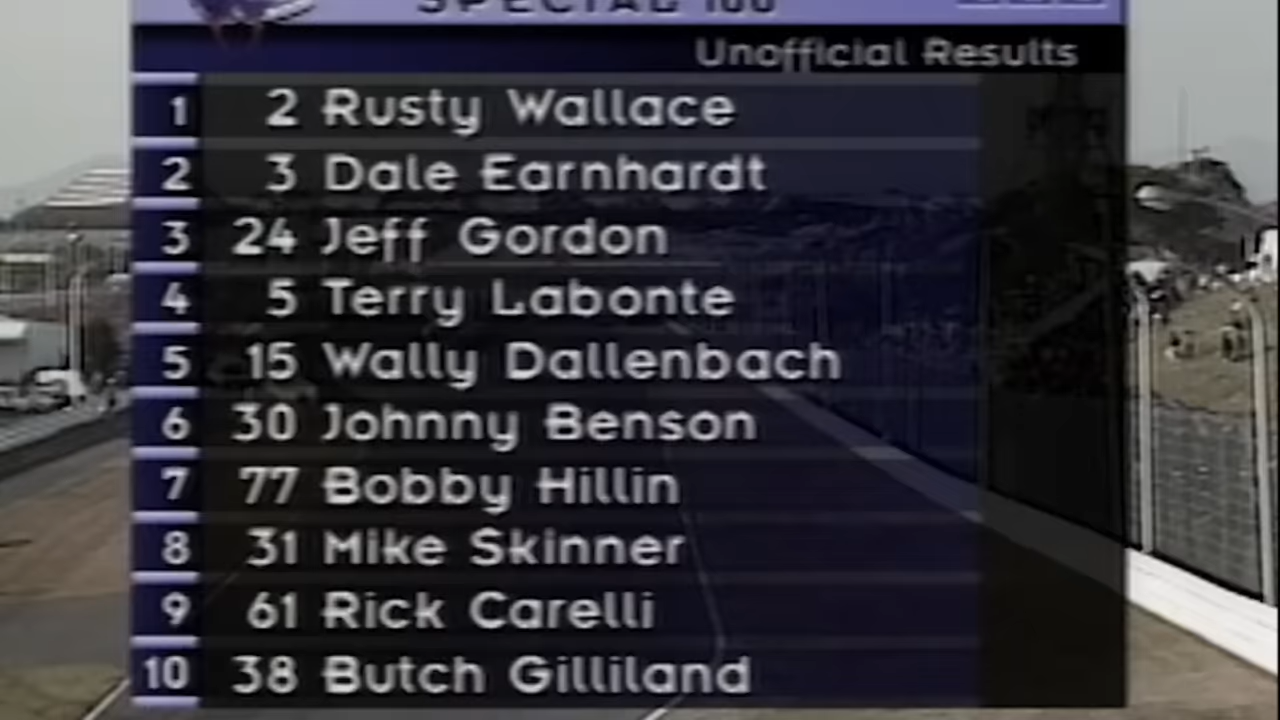 SPECIAL 100
Unofficial Results
1 2 Rusty Wallace
2 3 Dale Earnhardt
3 24 Jeff Gordon
4 5 Terry Labonte
5 15 Wally Dallenbach
6 30 Johnny Benson
7 77 Bobby Hillin
8 31 Mike Skinner
9 61 Rick Carelli
10 38 Butch Gilliland